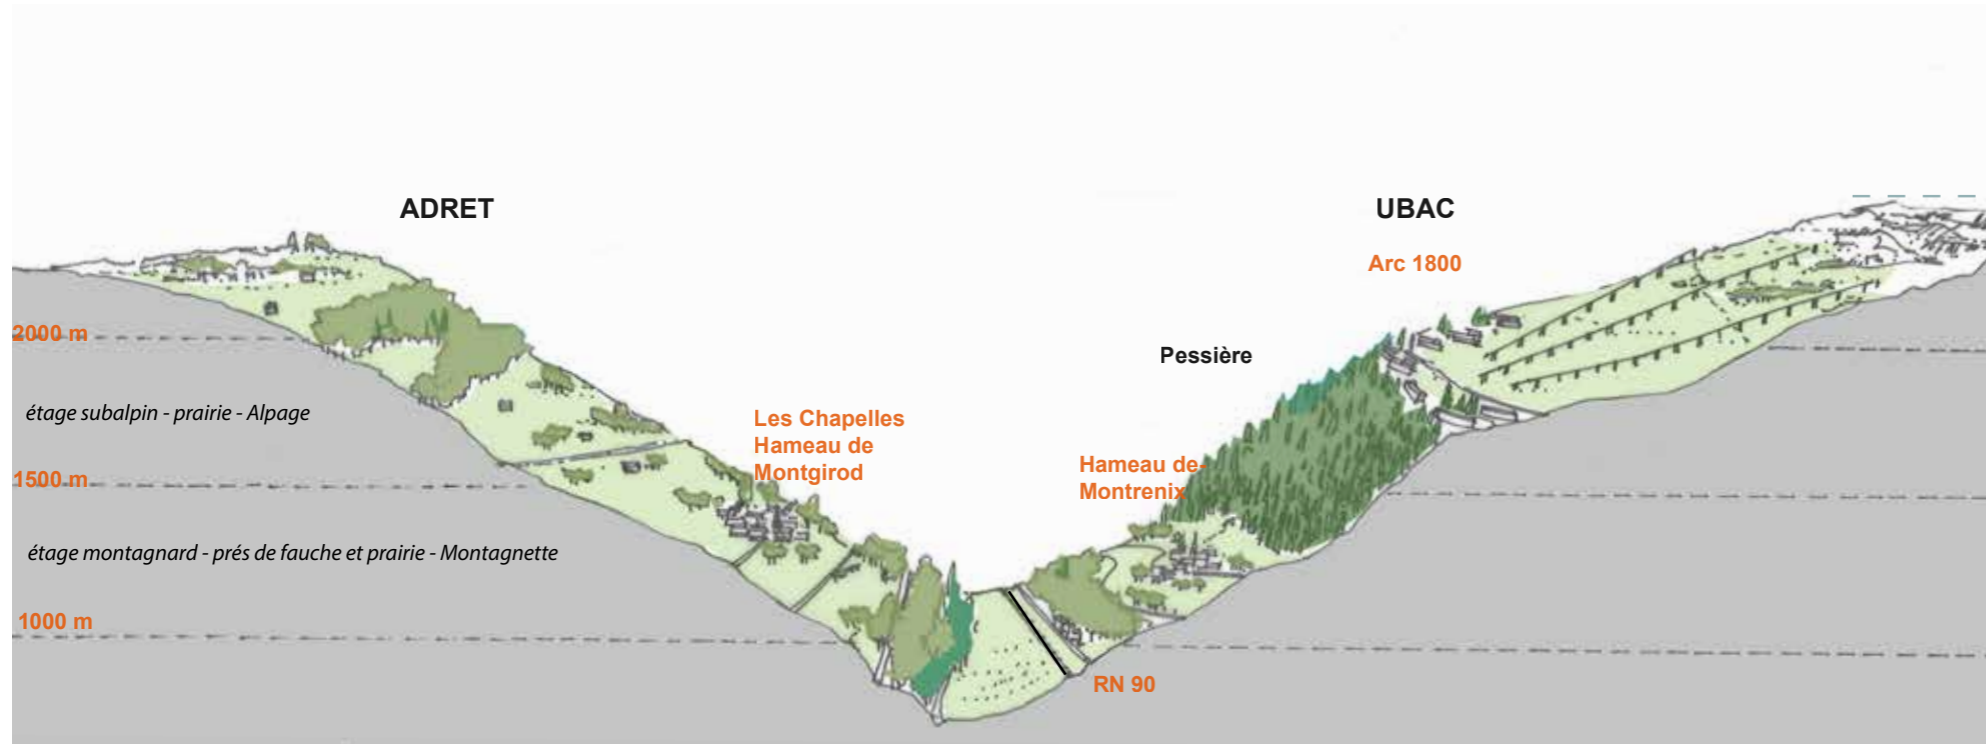 ADRET
UBAC
Arc 1800
2000 m
Pessière
étage subalpin - prairie - Alpage
Les Chapelles
Hameau de
Montgirod
1500 m
Hameau de
Montrenix
étage montagnard - prés de fauche et prairie - Montagnette
1000 m
RN 90